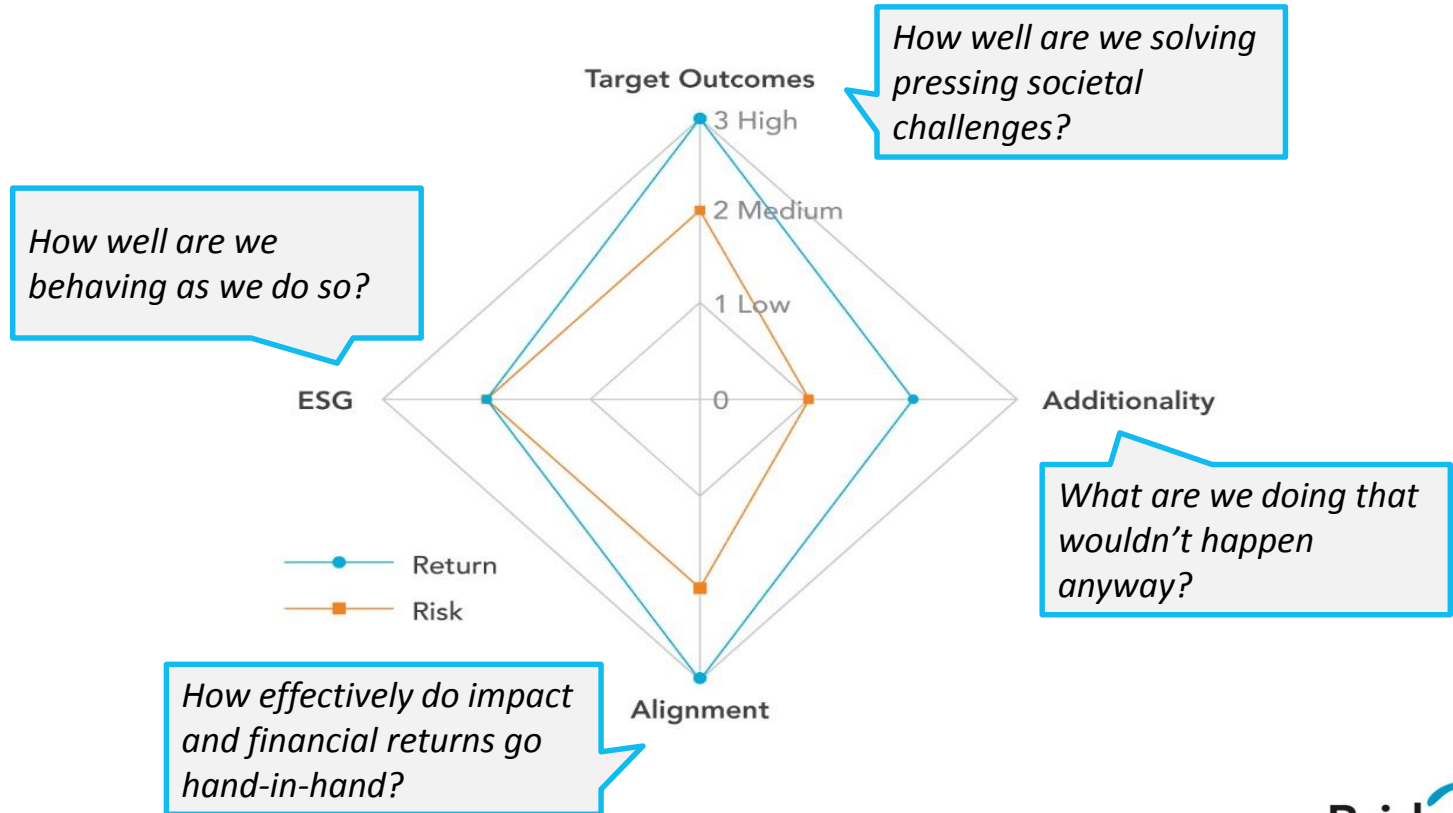 How well are we solving
pressing societal
challenges?
Target Outcomes
3 High
2 Medium
1 Low
0
How well are we
behaving as we do so?
ESG
Additionality
What are we doing that
wouldn’t happen
anyway?
Return
Risk
How effectively do impact
and financial returns go
hand-in-hand?
Alignment